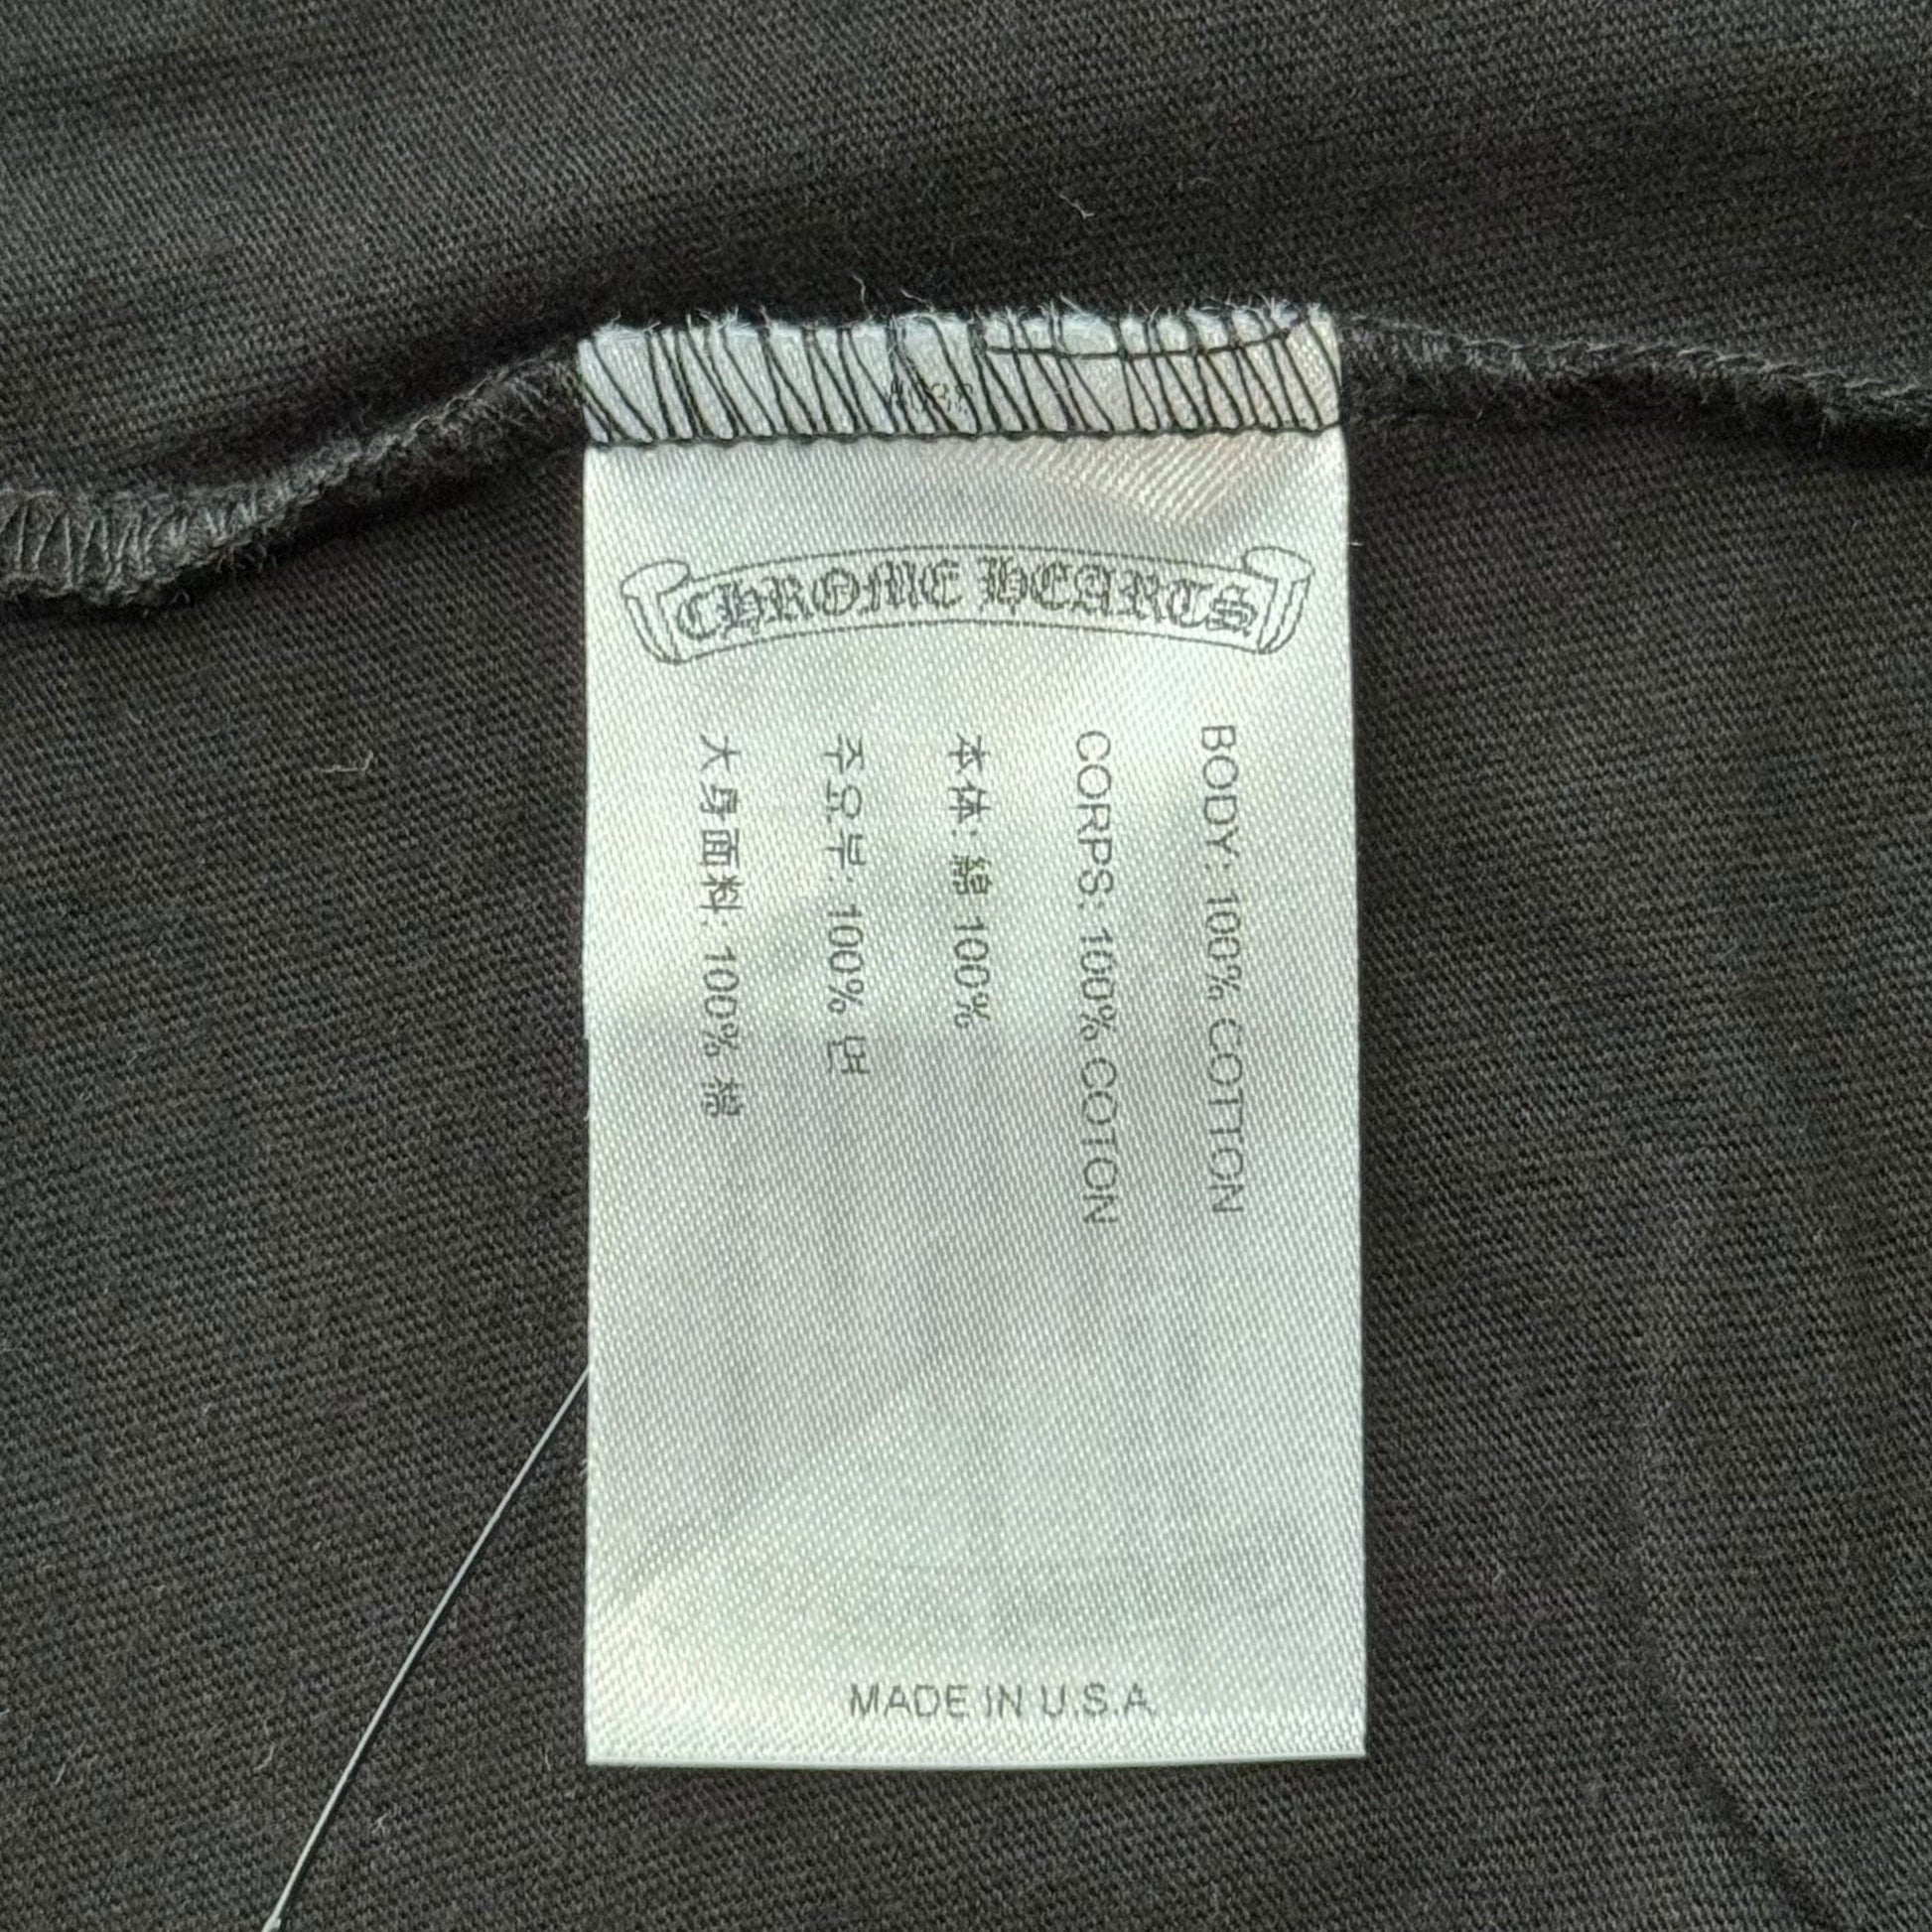 CHROME HEARTS
BODY: 100% COTTON
CORPS: 100% COTON
本体: 綿 100%
주요부: 100% 면
大身面料: 100% 棉
MADE IN U.S.A